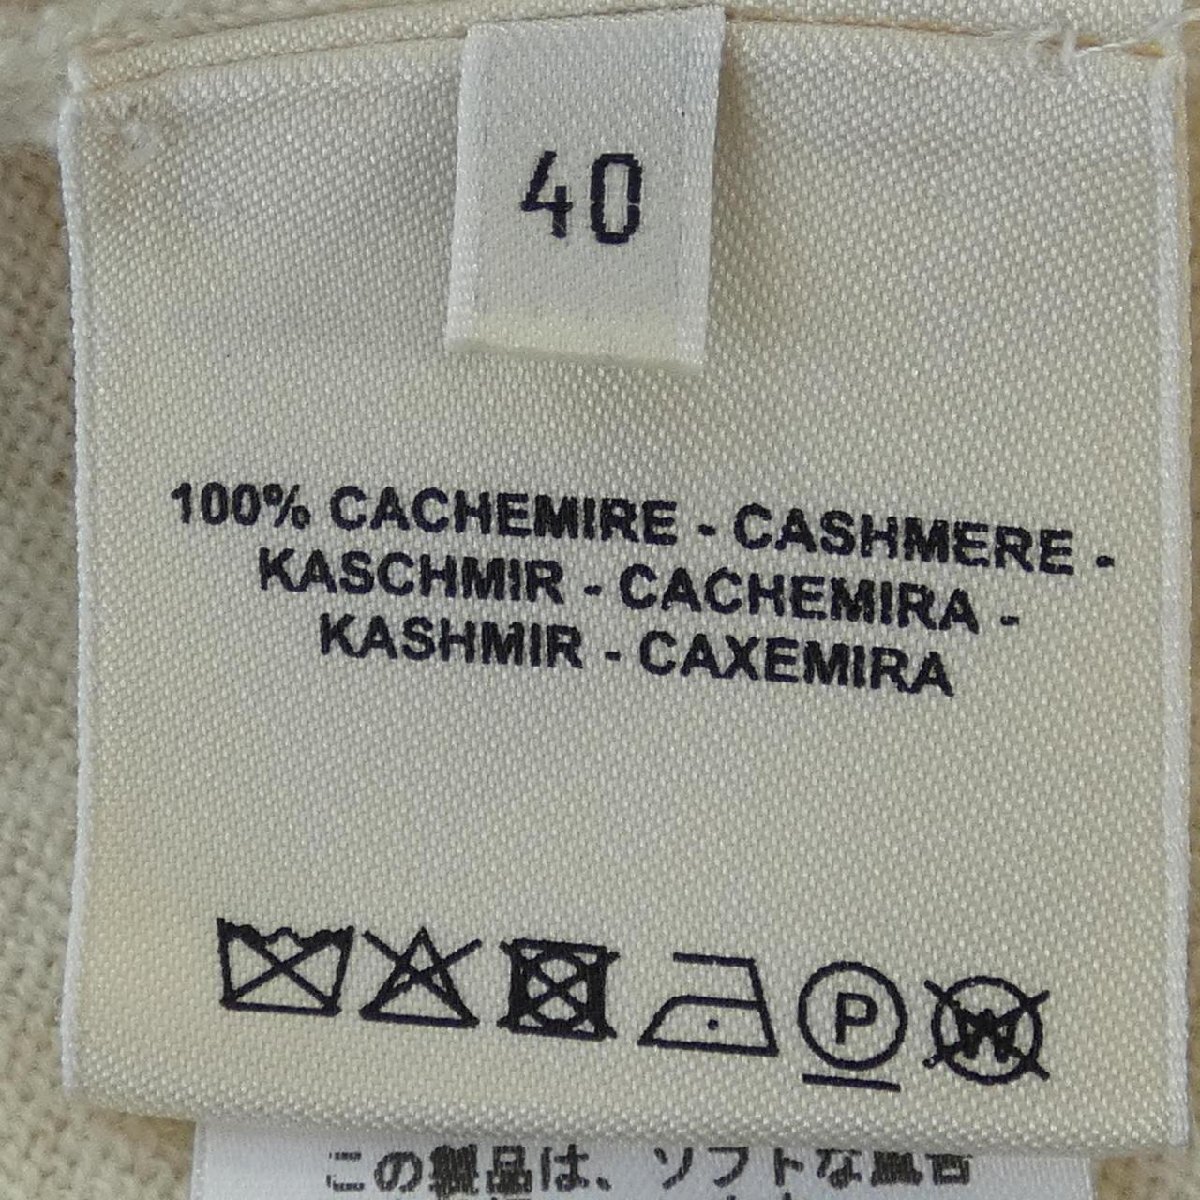 40
100% CACHEMIRE - CASHMERE -
KASCHMIR - CACHEMIRA -
KASHMIR - CAXEMIRA
P W
この製品は、ソフトな風合